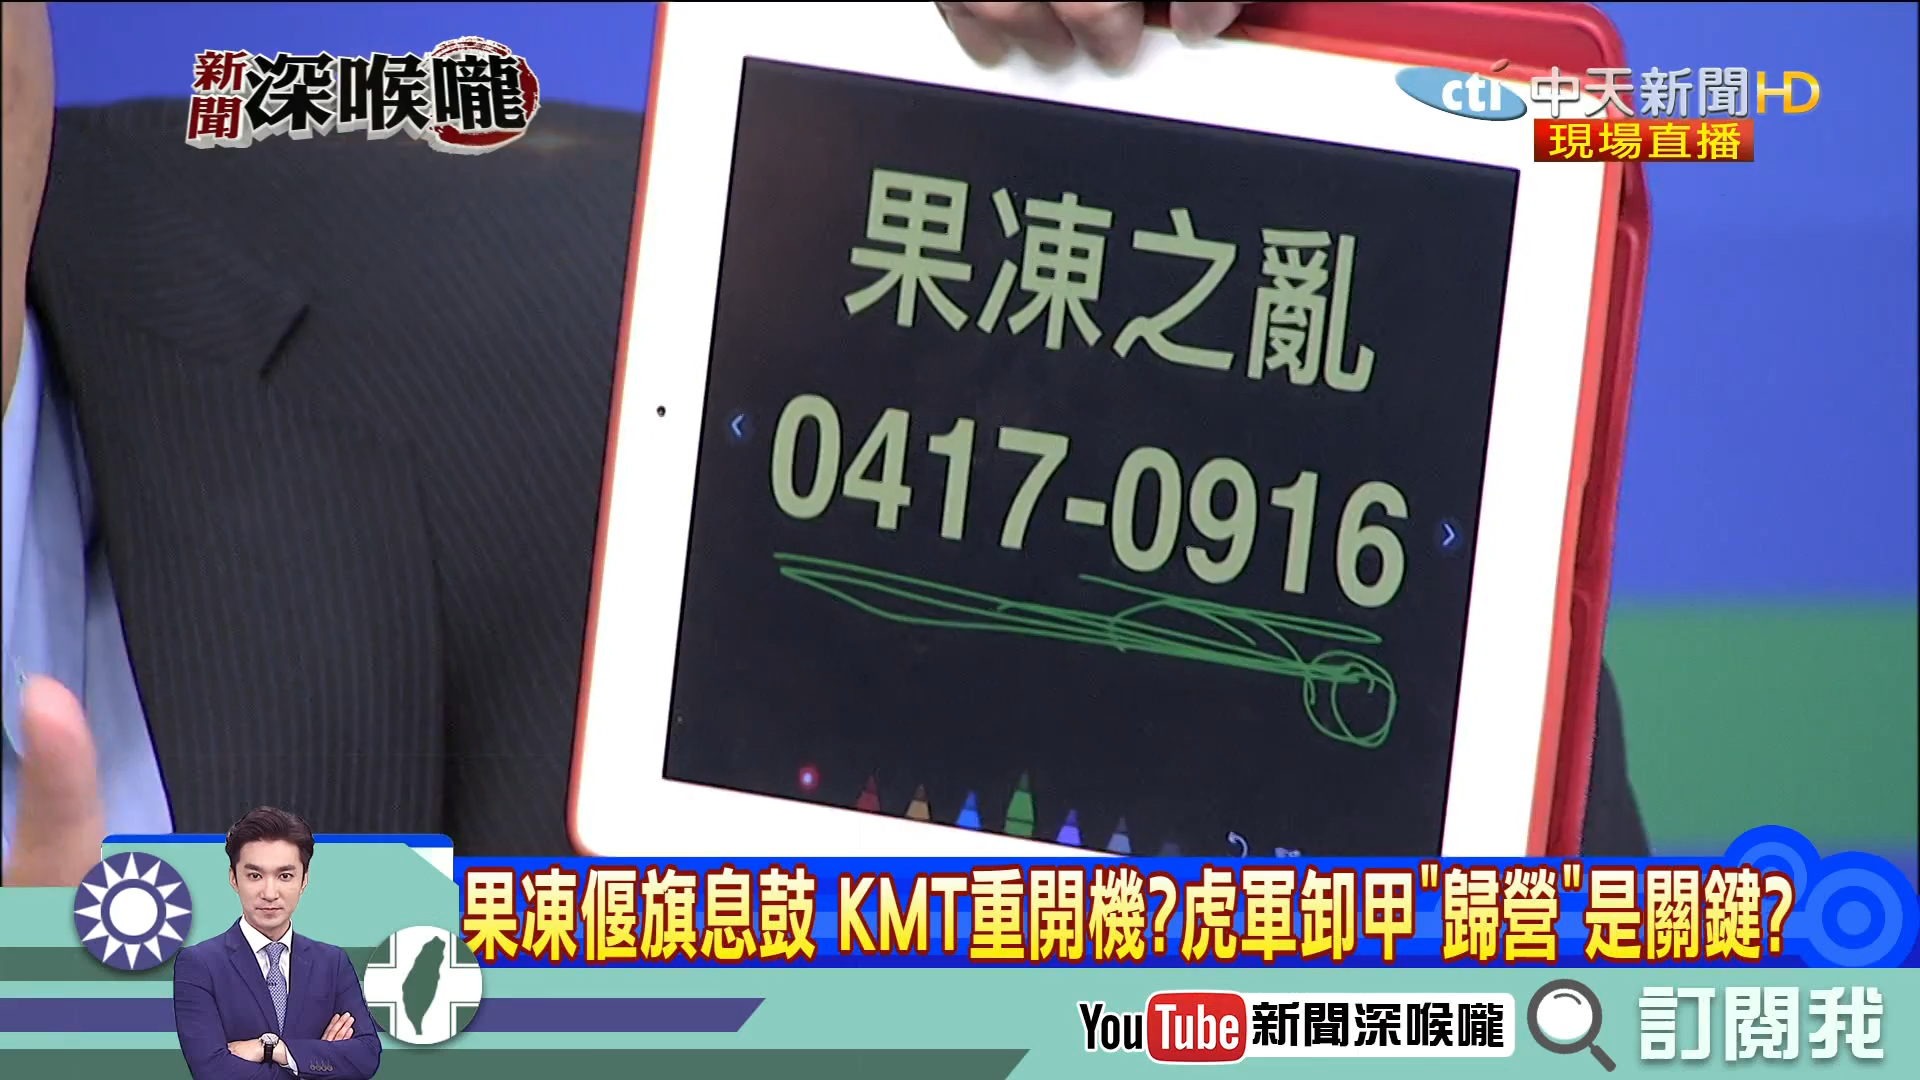 新聞深喉嚨
cti中天新聞HD
現場直播
果凍之亂
0417-0916
果凍偃旗息鼓 KMT重開機?虎軍卸甲"歸營"是關鍵?
YouTube新聞深喉嚨
訂閱我